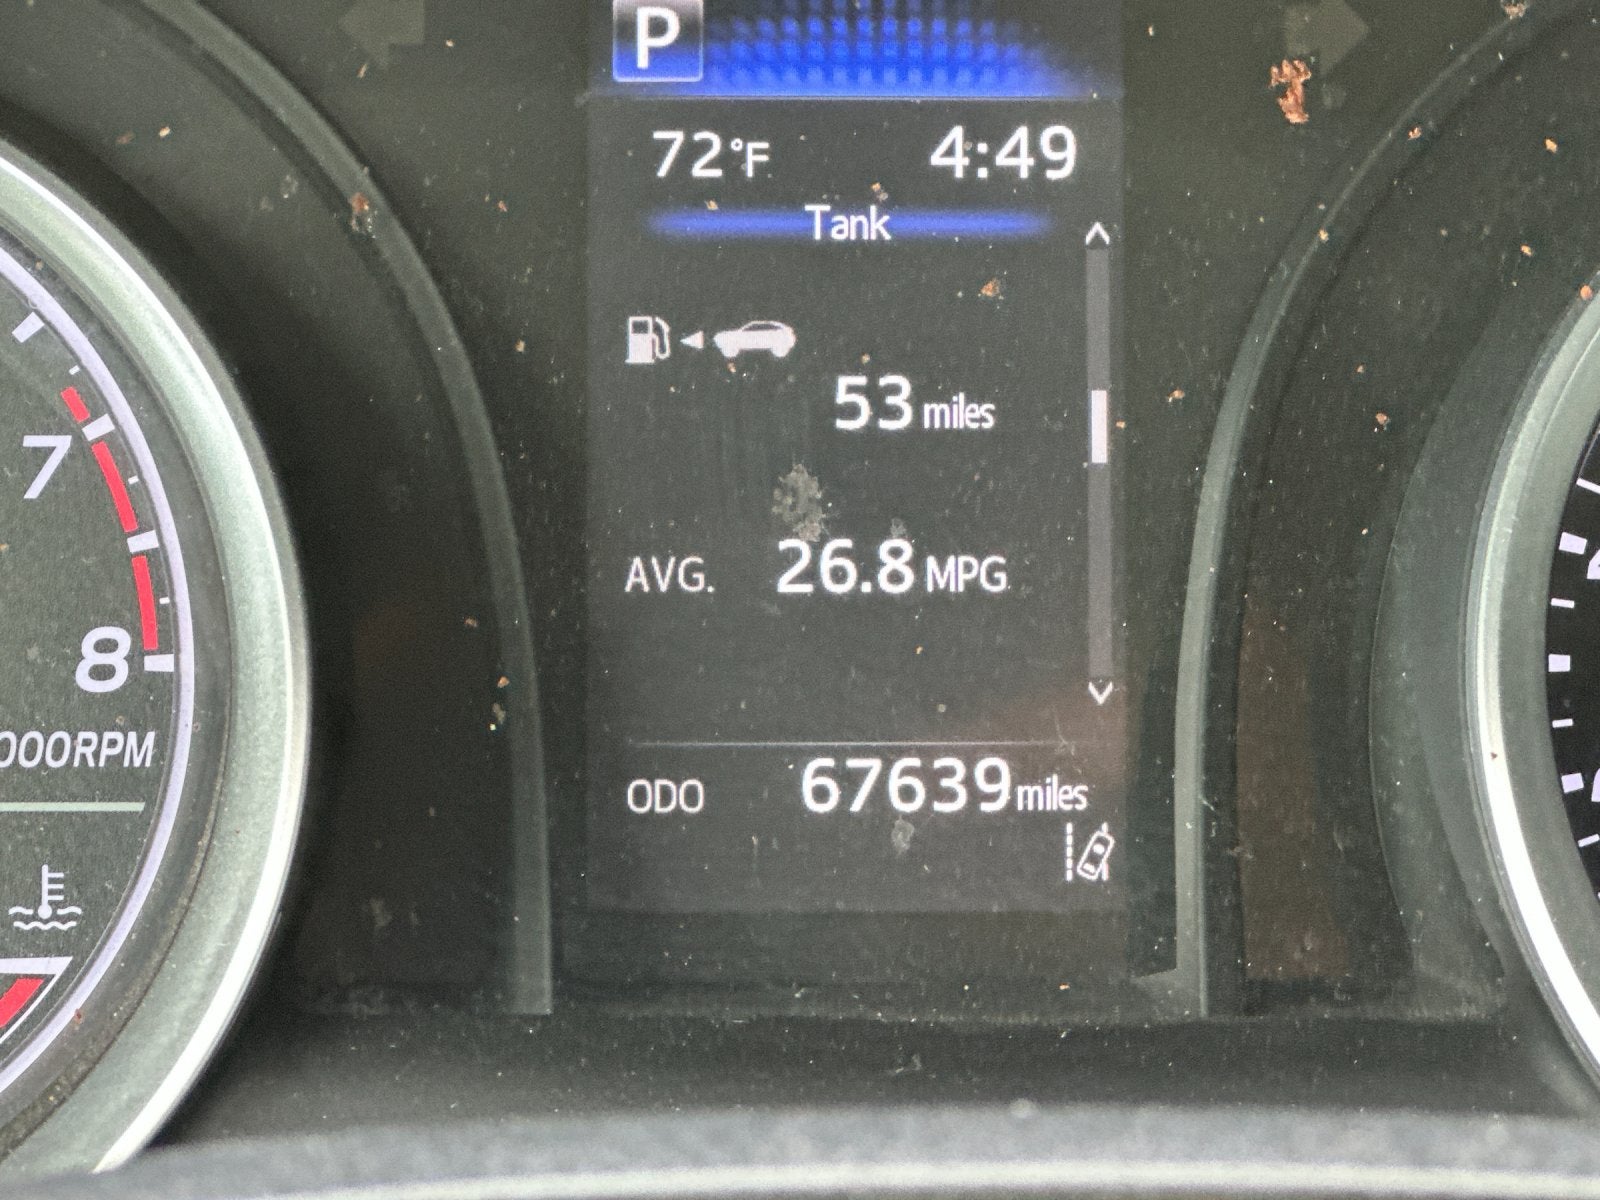 P
72°F 4:49
Tank
53 miles
AVG. 26.8 MPG
ODO 67639 miles
7
8
000RPM